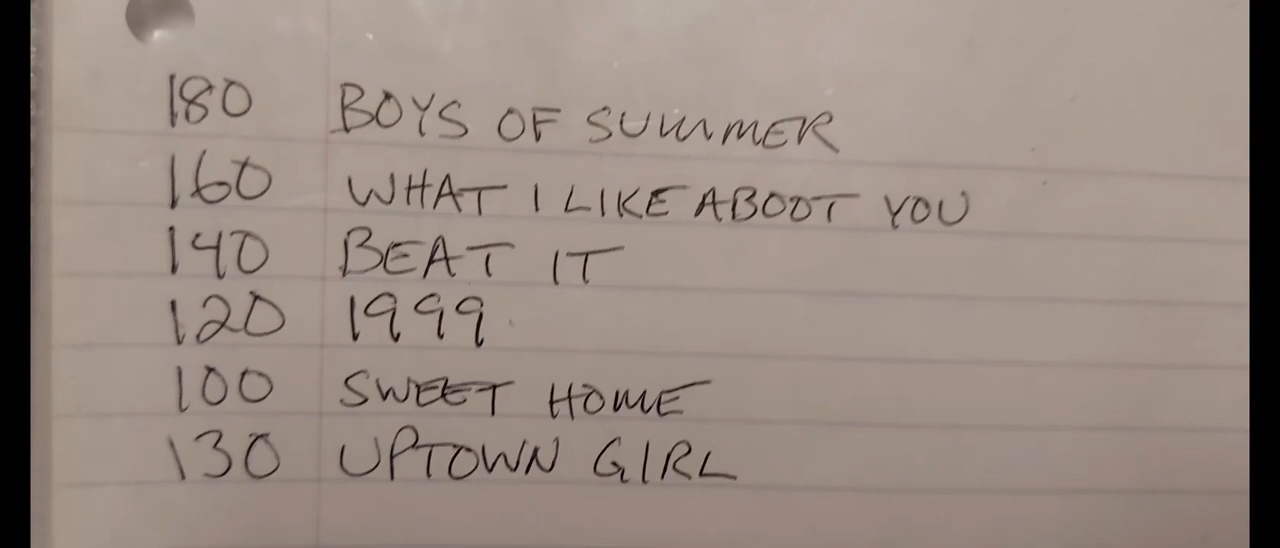 180 BOYS OF SUMMER
160 WHAT I LIKE ABOOT YOU
140 BEAT IT
120 1999
100 SWEET HOME
130 UPTOWN GIRL